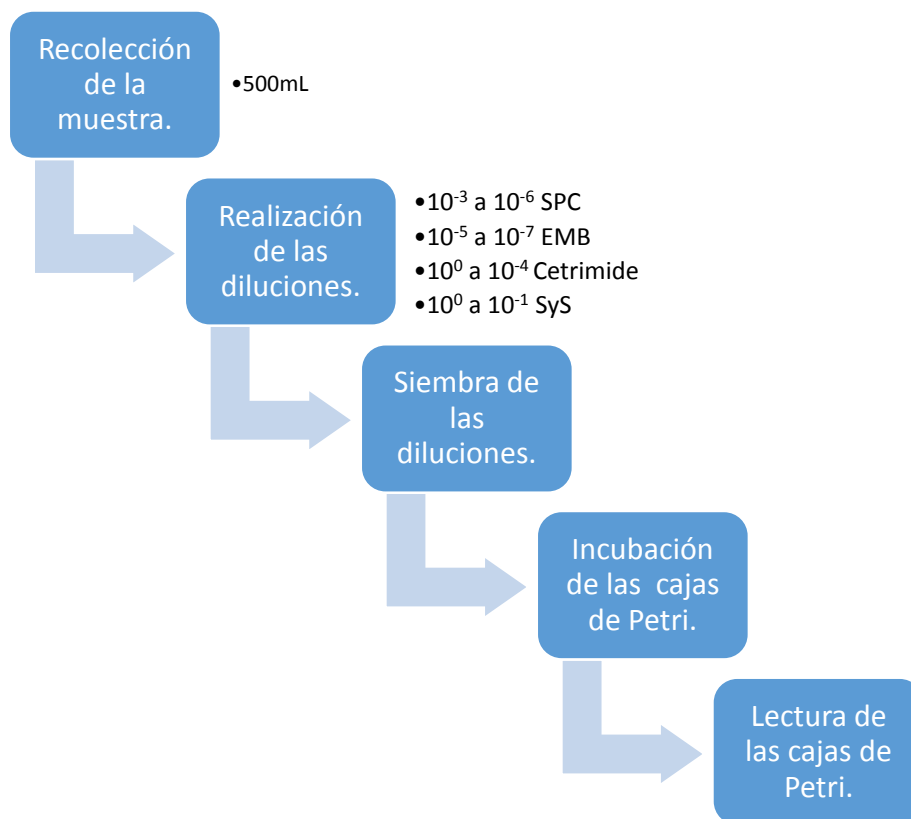 Recolección
de la
muestra.
•500mL
Realización
de las
diluciones.
•10⁻³ a 10⁻⁶ SPC
•10⁻⁵ a 10⁻⁷ EMB
•10⁰ a 10⁻⁴ Cetrimide
•10⁰ a 10⁻¹ SyS
Siembra de
las
diluciones.
Incubación
de las cajas
de Petri.
Lectura de
las cajas de
Petri.